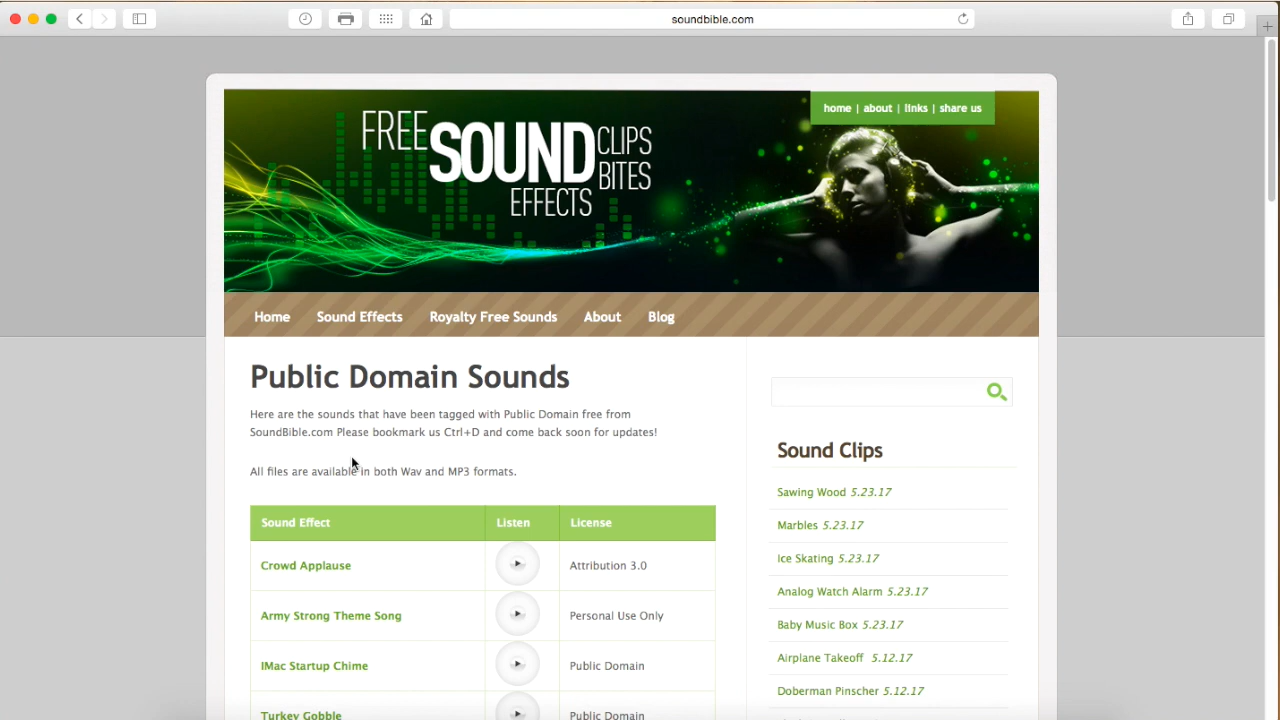 soundbible.com
home | about | links | share us
FREE SOUND CLIPS
BITES
EFFECTS
Home Sound Effects Royalty Free Sounds About Blog
Public Domain Sounds
Here are the sounds that have been tagged with Public Domain free from
SoundBible.com Please bookmark us Ctrl+D and come back soon for updates!
All files are available in both Wav and MP3 formats.
Sound Effect Listen License
Crowd Applause Attribution 3.0
Army Strong Theme Song Personal Use Only
IMac Startup Chime Public Domain
Turkey Gobble Public Domain
Sound Clips
Sawing Wood 5.23.17
Marbles 5.23.17
Ice Skating 5.23.17
Analog Watch Alarm 5.23.17
Baby Music Box 5.23.17
Airplane Takeoff 5.12.17
Doberman Pinscher 5.12.17